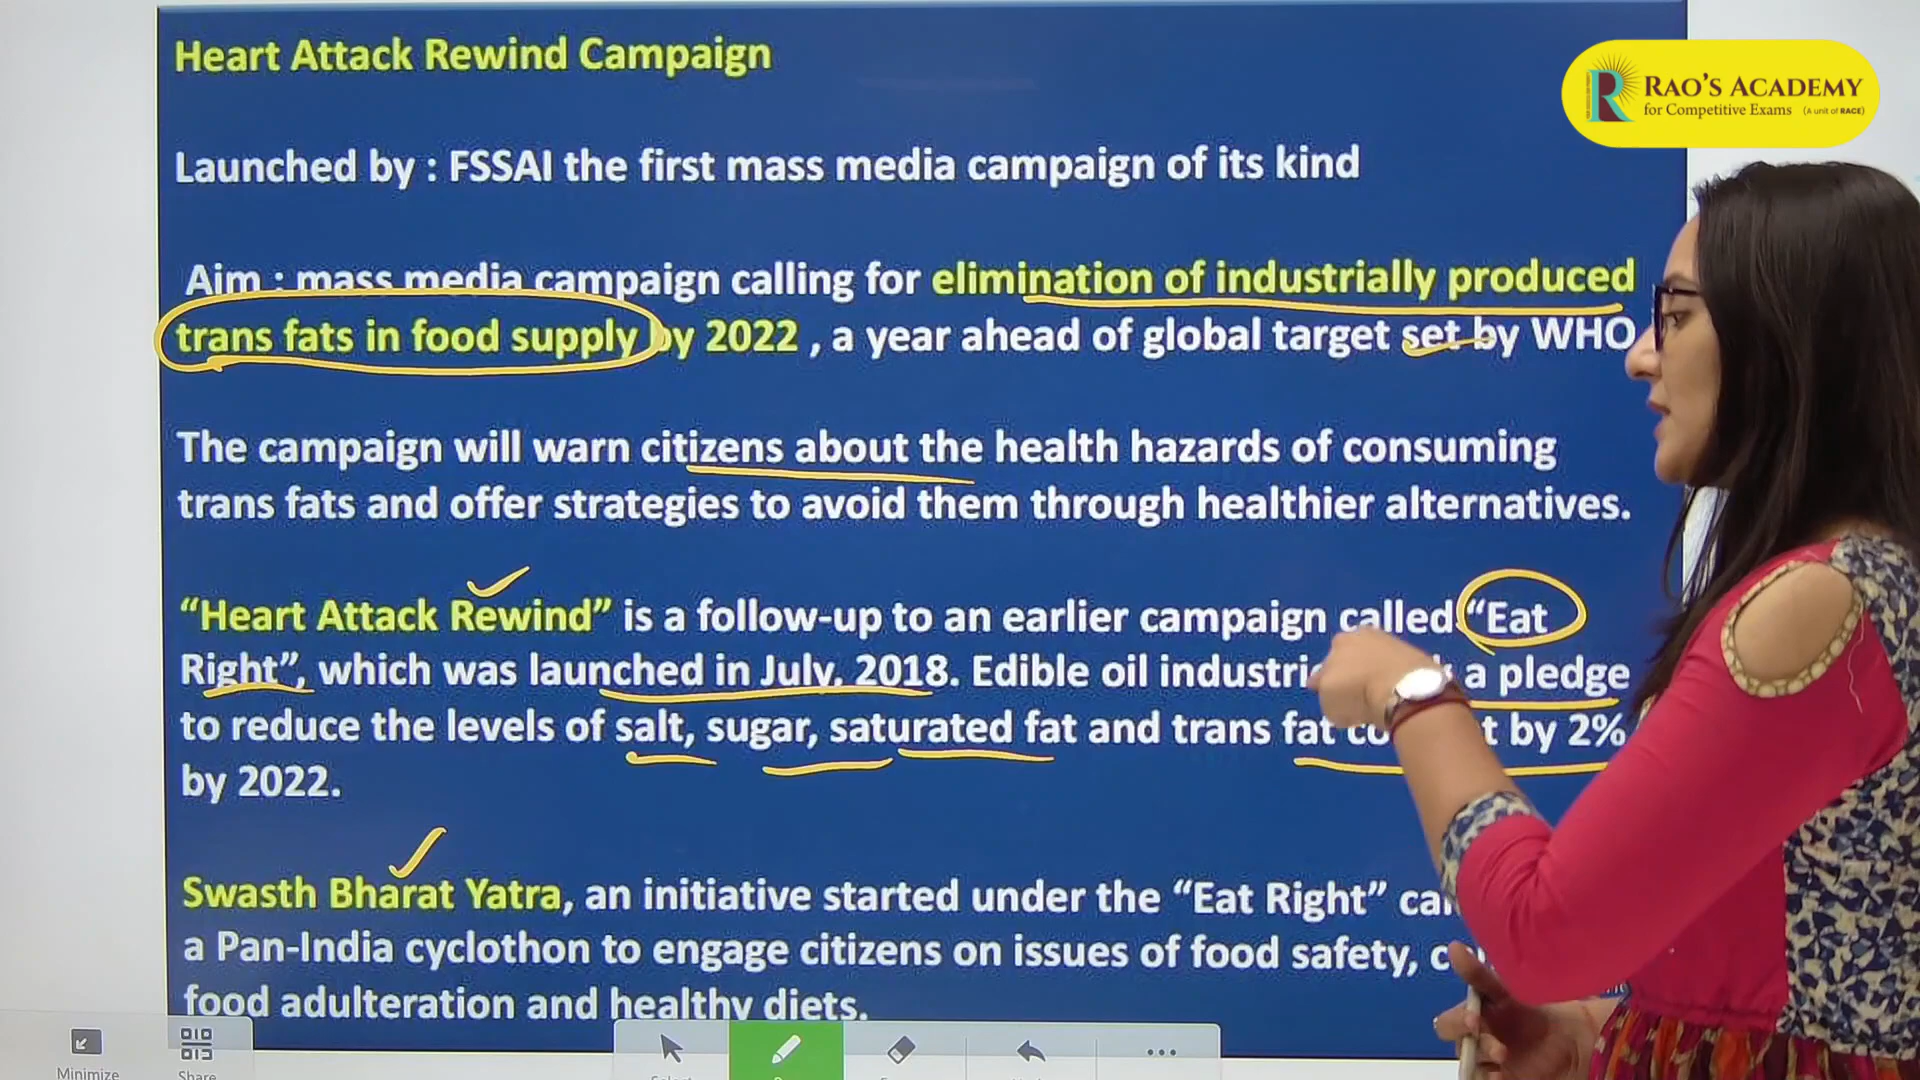 Heart Attack Rewind Campaign
RAO'S ACADEMY
for Competitive Exams (A unit of RACE)
Launched by : FSSAI the first mass media campaign of its kind
Aim : mass media campaign calling for elimination of industrially produced
trans fats in food supply by 2022 , a year ahead of global target set by WHO
The campaign will warn citizens about the health hazards of consuming
trans fats and offer strategies to avoid them through healthier alternatives.
“Heart Attack Rewind” is a follow-up to an earlier campaign called “Eat
Right”, which was launched in July, 2018. Edible oil a pledge
to reduce the levels of salt, sugar, saturated fat and trans fat by 2%
by 2022.
Swasth Bharat Yatra, an initiative started under the “Eat Right”
a Pan-India cyclothon to engage citizens on issues of food safety,
food adulteration and healthy diets.
Minimize
Share